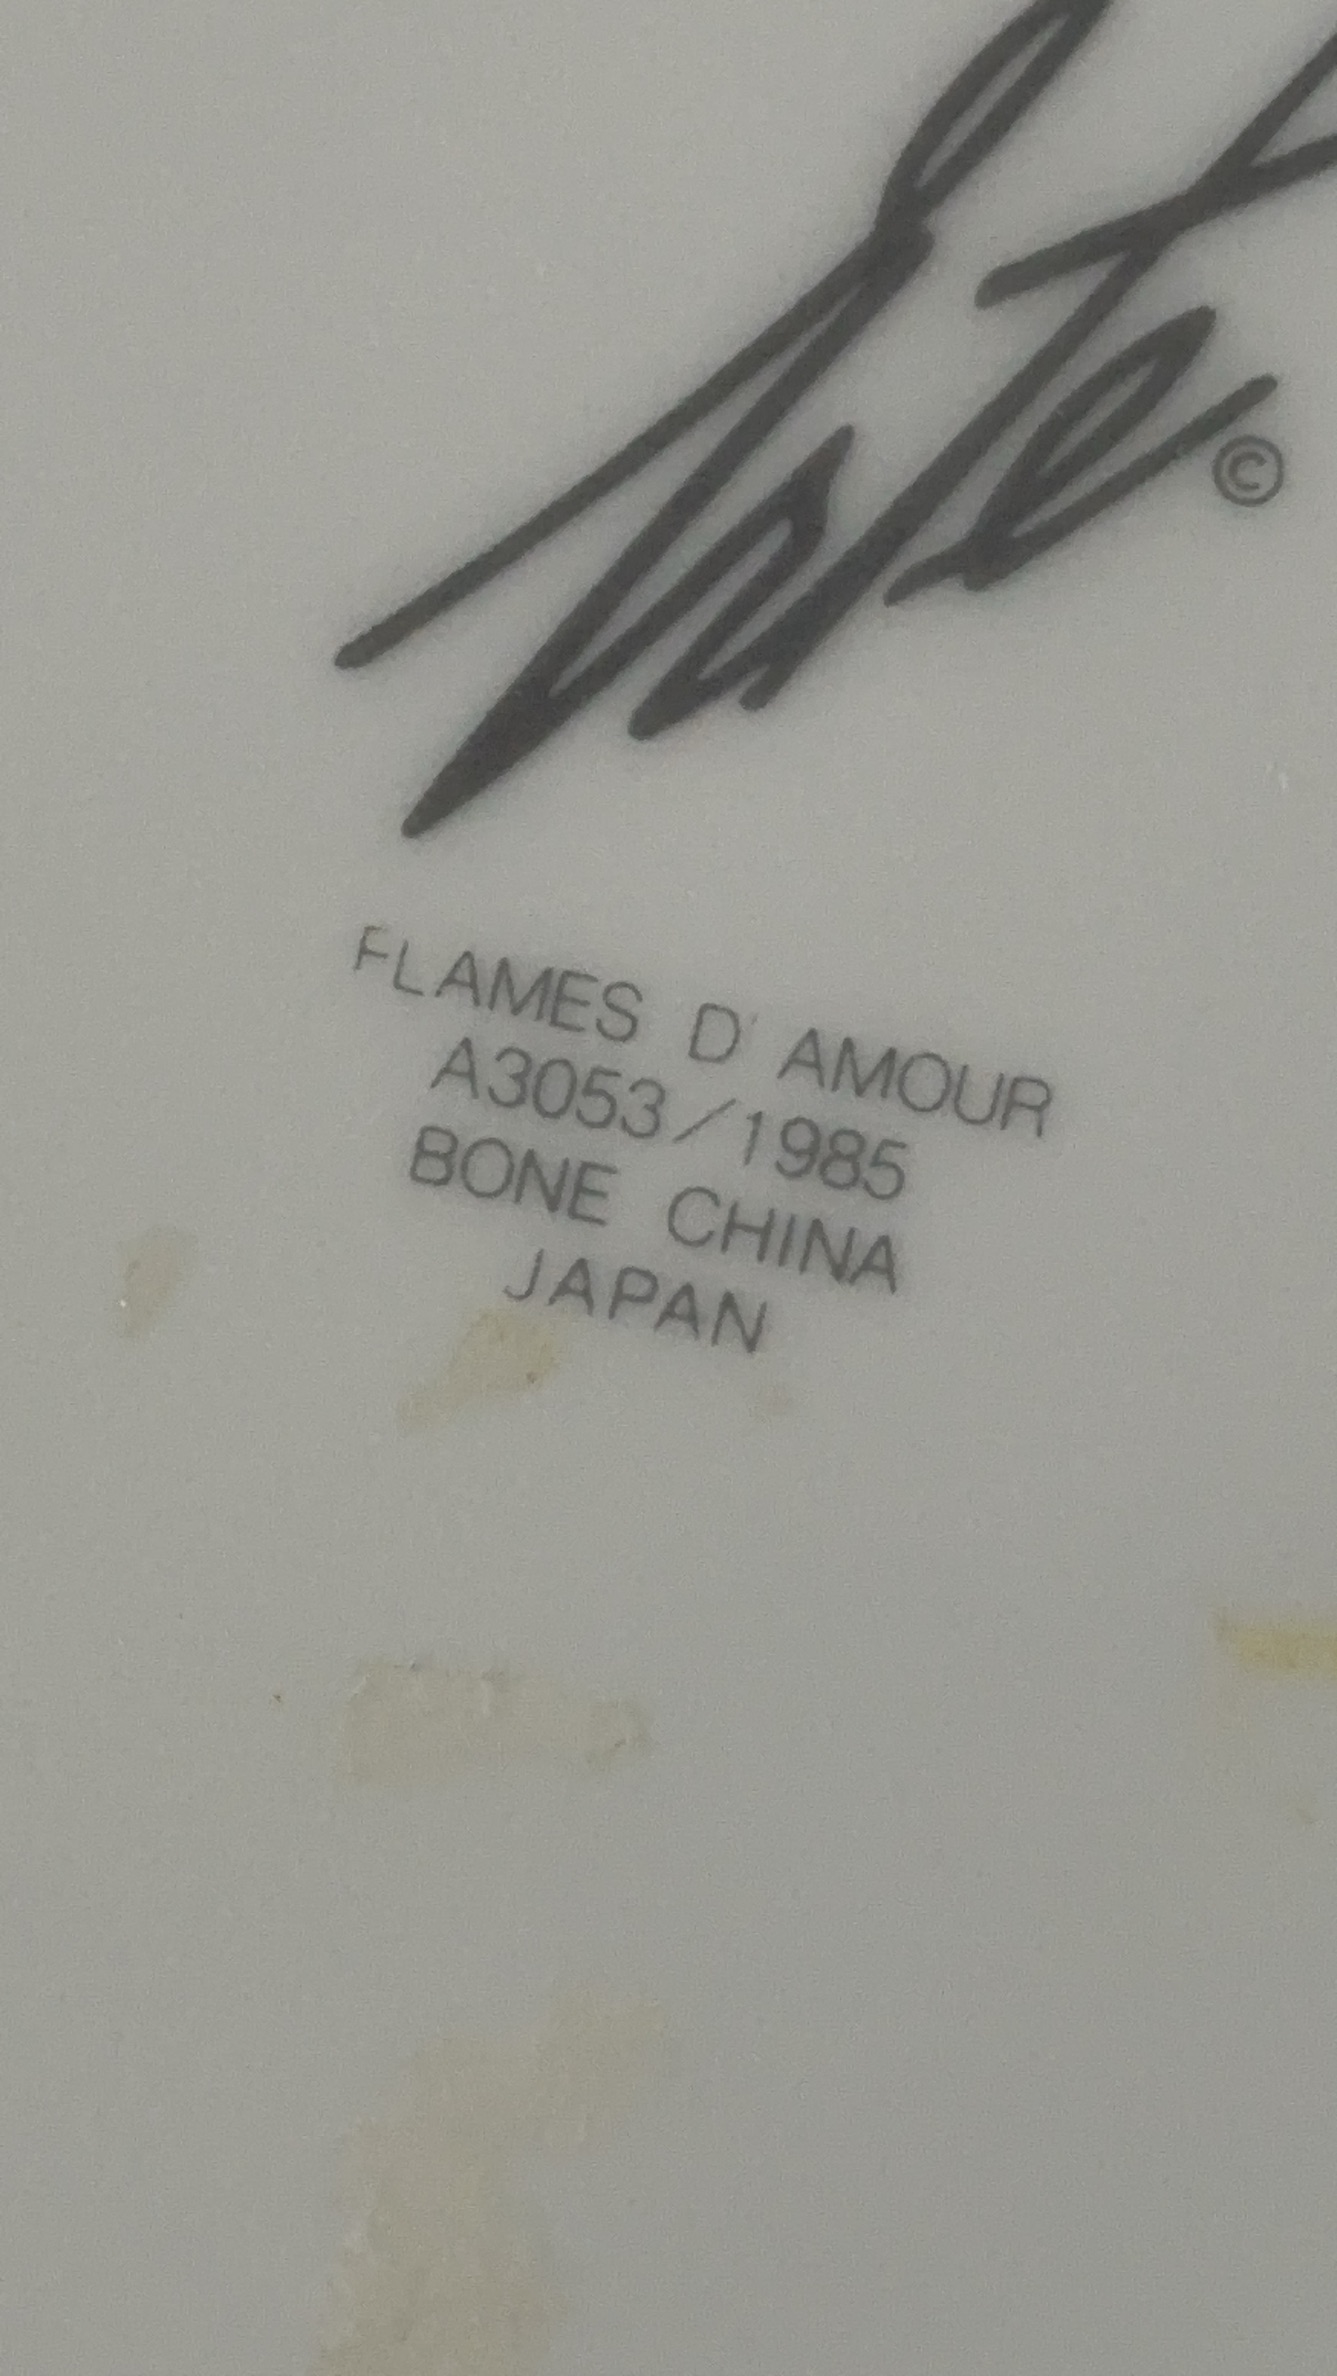 ©
FLAMES D' AMOUR
A3053/1985
BONE CHINA
JAPAN